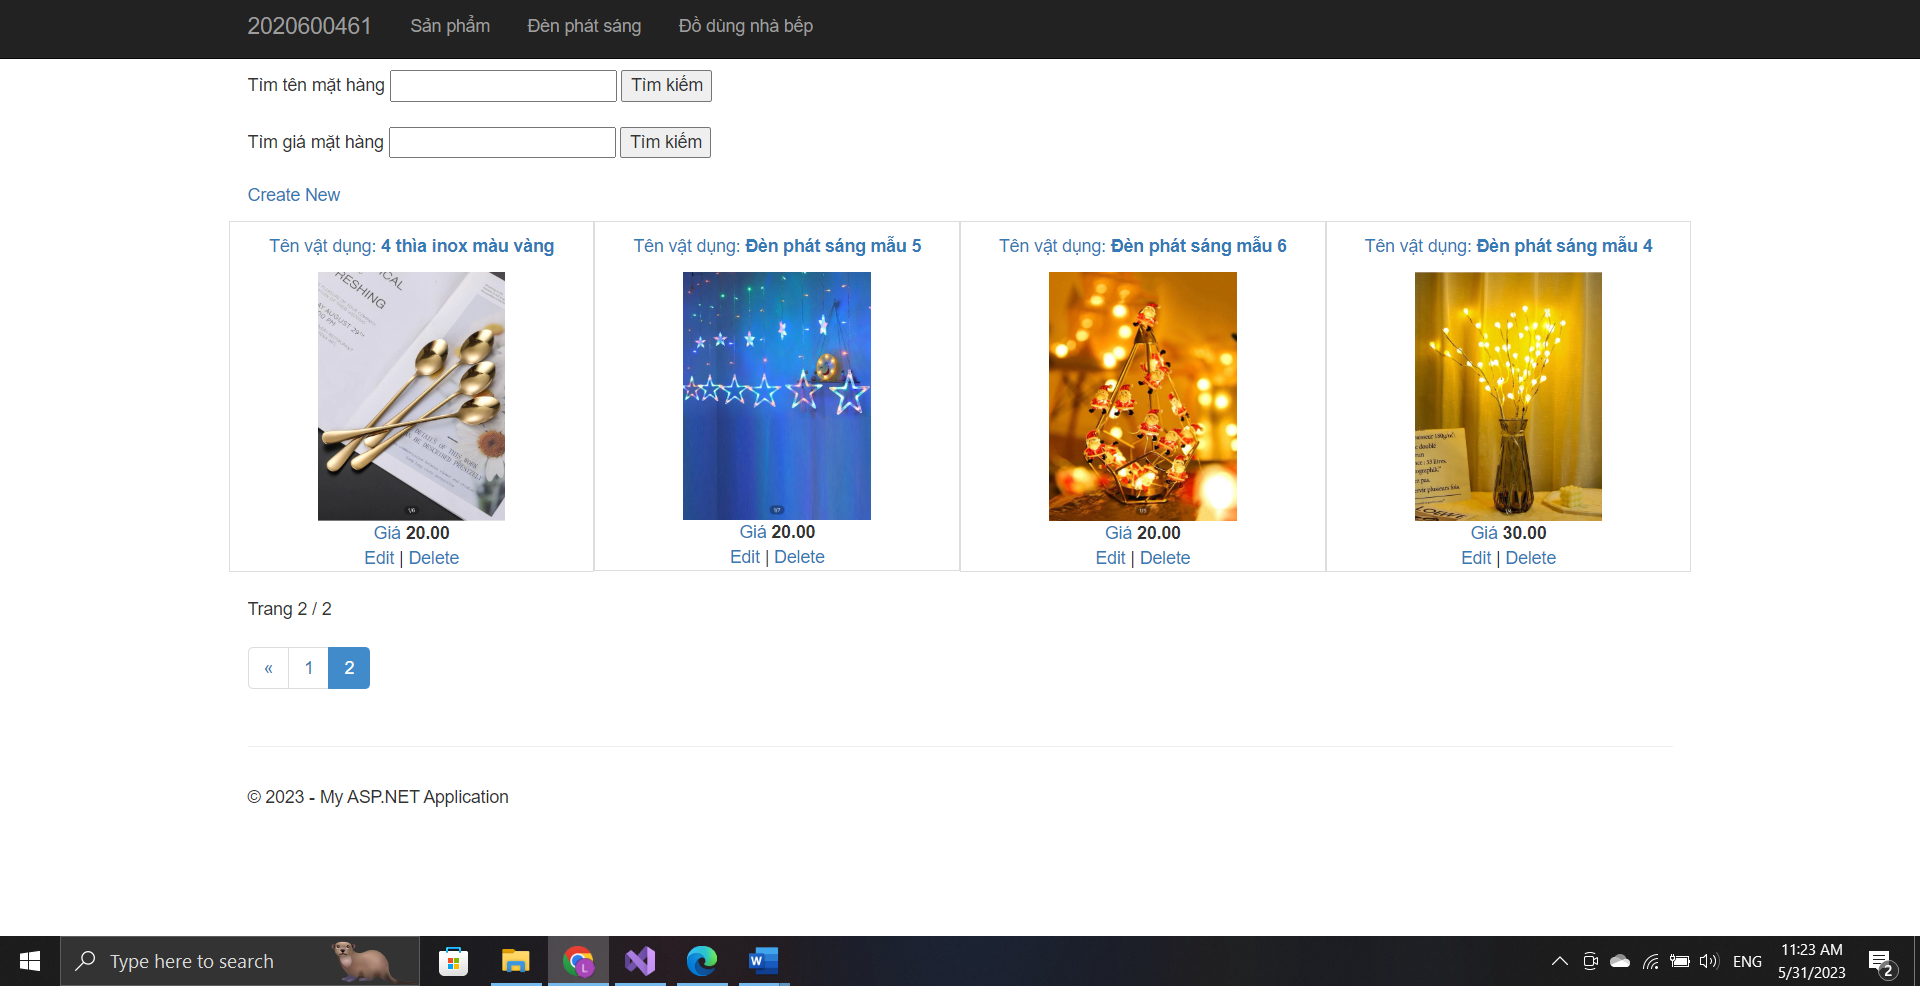 2020600461 Sản phẩm Đèn phát sáng Đồ dùng nhà bếp
Tìm tên mặt hàng Tìm kiếm
Tìm giá mặt hàng Tìm kiếm
Create New
Tên vật dụng: 4 thìa inox màu vàng
RESHING
Giá 20.00
Edit | Delete
Tên vật dụng: Đèn phát sáng mẫu 5
1/7
Giá 20.00
Edit | Delete
Tên vật dụng: Đèn phát sáng mẫu 6
Giá 20.00
Edit | Delete
Tên vật dụng: Đèn phát sáng mẫu 4
Giá 30.00
Edit | Delete
Trang 2 / 2
« 1 2
© 2023 - My ASP.NET Application
Type here to search
L
W
ENG
11:23 AM
5/31/2023
2